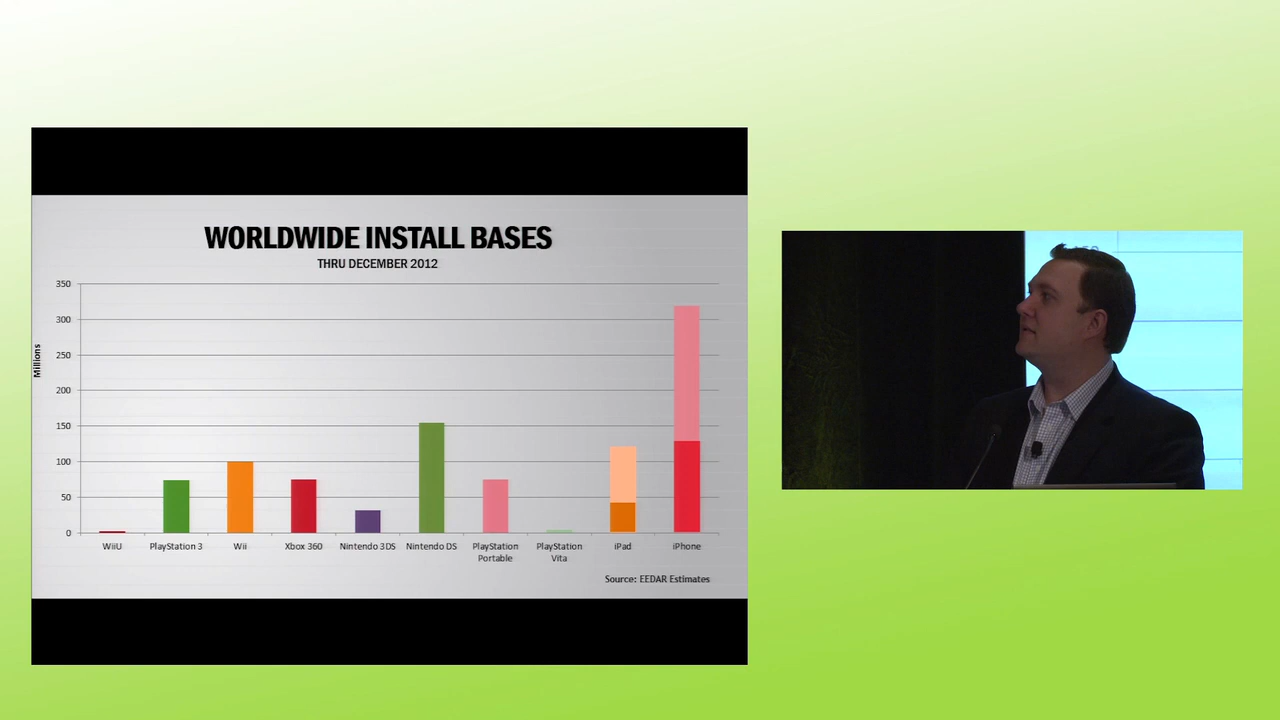 WORLDWIDE INSTALL BASES
THRU DECEMBER 2012
Millions
350
300
250
200
150
100
50
0
WiiU
PlayStation 3
Wii
Xbox 360
Nintendo 3DS
Nintendo DS
PlayStation
Portable
PlayStation
Vita
iPad
iPhone
Source: EEDAR Estimates